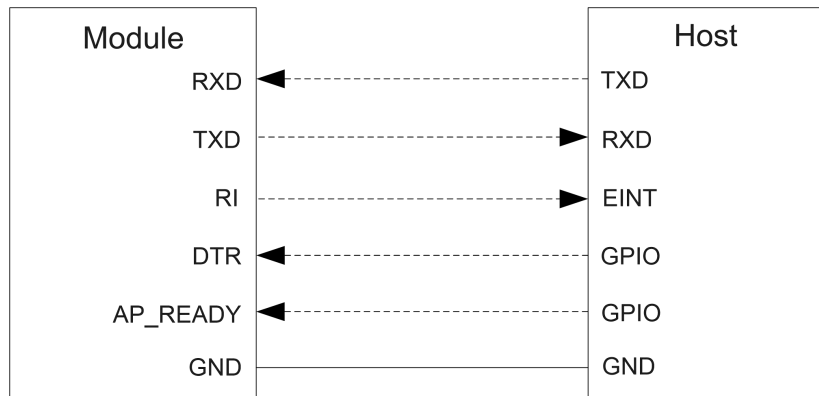 Module Host
RXD TXD
TXD RXD
RI EINT
DTR GPIO
AP_READY GPIO
GND GND